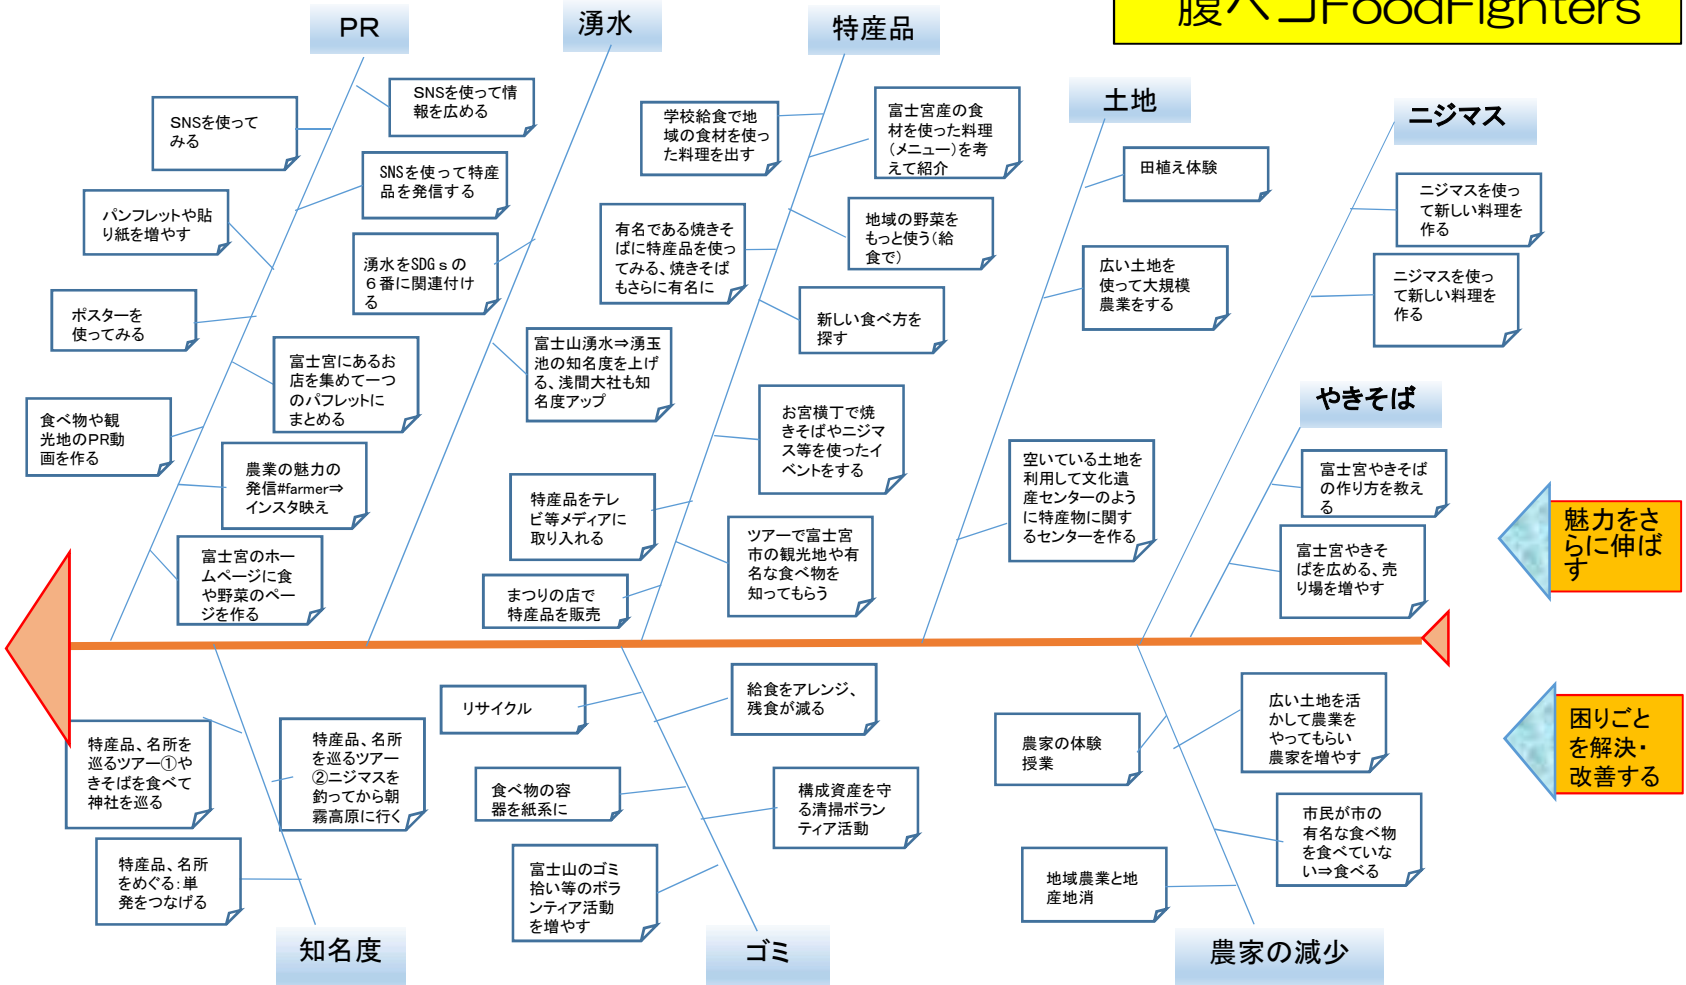 腹ペコFoodFighters
PR
湧水
特産品
土地
ニジマス
SNSを使って
みる
SNSを使って情
報を広める
SNSを使って特産
品を発信する
パンフレットや貼
り紙を増やす
ポスターを
使ってみる
富士宮にあるお
店を集めて一つ
のパフレットに
まとめる
食べ物や観
光地のPR動
画を作る
農業の魅力の
発信#farmer⇒
インスタ映え
富士宮のホー
ムページに食
や野菜のペー
ジを作る
湧水をSDGｓの
６番に関連付け
る
富士山湧水⇒湧玉
池の知名度を上げ
る、浅間大社も知
名度アップ
学校給食で地
域の食材を使っ
た料理を出す
富士宮産の食
材を使った料理
（メニュー）を考
えて紹介
有名である焼きそ
ばに特産品を使っ
てみる、焼きそば
もさらに有名に
地域の野菜を
もっと使う（給
食で）
新しい食べ方を
探す
お宮横丁で焼
きそばやニジマ
ス等を使ったイ
ベントをする
特産品をテレ
ビ等メディアに
取り入れる
ツアーで富士宮
市の観光地や有
名な食べ物を
知ってもらう
まつりの店で
特産品を販売
田植え体験
広い土地を
使って大規模
農業をする
空いている土地を
利用して文化遺
産センターのよう
に特産物に関す
るセンターを作る
ニジマスを使っ
て新しい料理を
作る
ニジマスを使っ
て新しい料理を
作る
やきそば
富士宮やきそば
の作り方を教え
る
富士宮やきそ
ばを広める、売
り場を増やす
魅力をさ
らに伸ば
す
特産品、名所を
巡るツアー①や
きそばを食べて
神社を巡る
特産品、名所
を巡るツアー
②ニジマスを
釣ってから朝
霧高原に行く
特産品、名所
をめぐる：単
発をつなげる
知名度
リサイクル
給食をアレンジ、
残食が減る
食べ物の容
器を紙系に
構成資産を守
る清掃ボラン
ティア活動
富士山のゴミ
拾い等のボラ
ンティア活動
を増やす
ゴミ
農家の体験
授業
広い土地を活
かして農業を
やってもらい
農家を増やす
市民が市の
有名な食べ物
を食べていな
い⇒食べる
地域農業と地
産地消
農家の減少
困りごと
を解決・
改善する